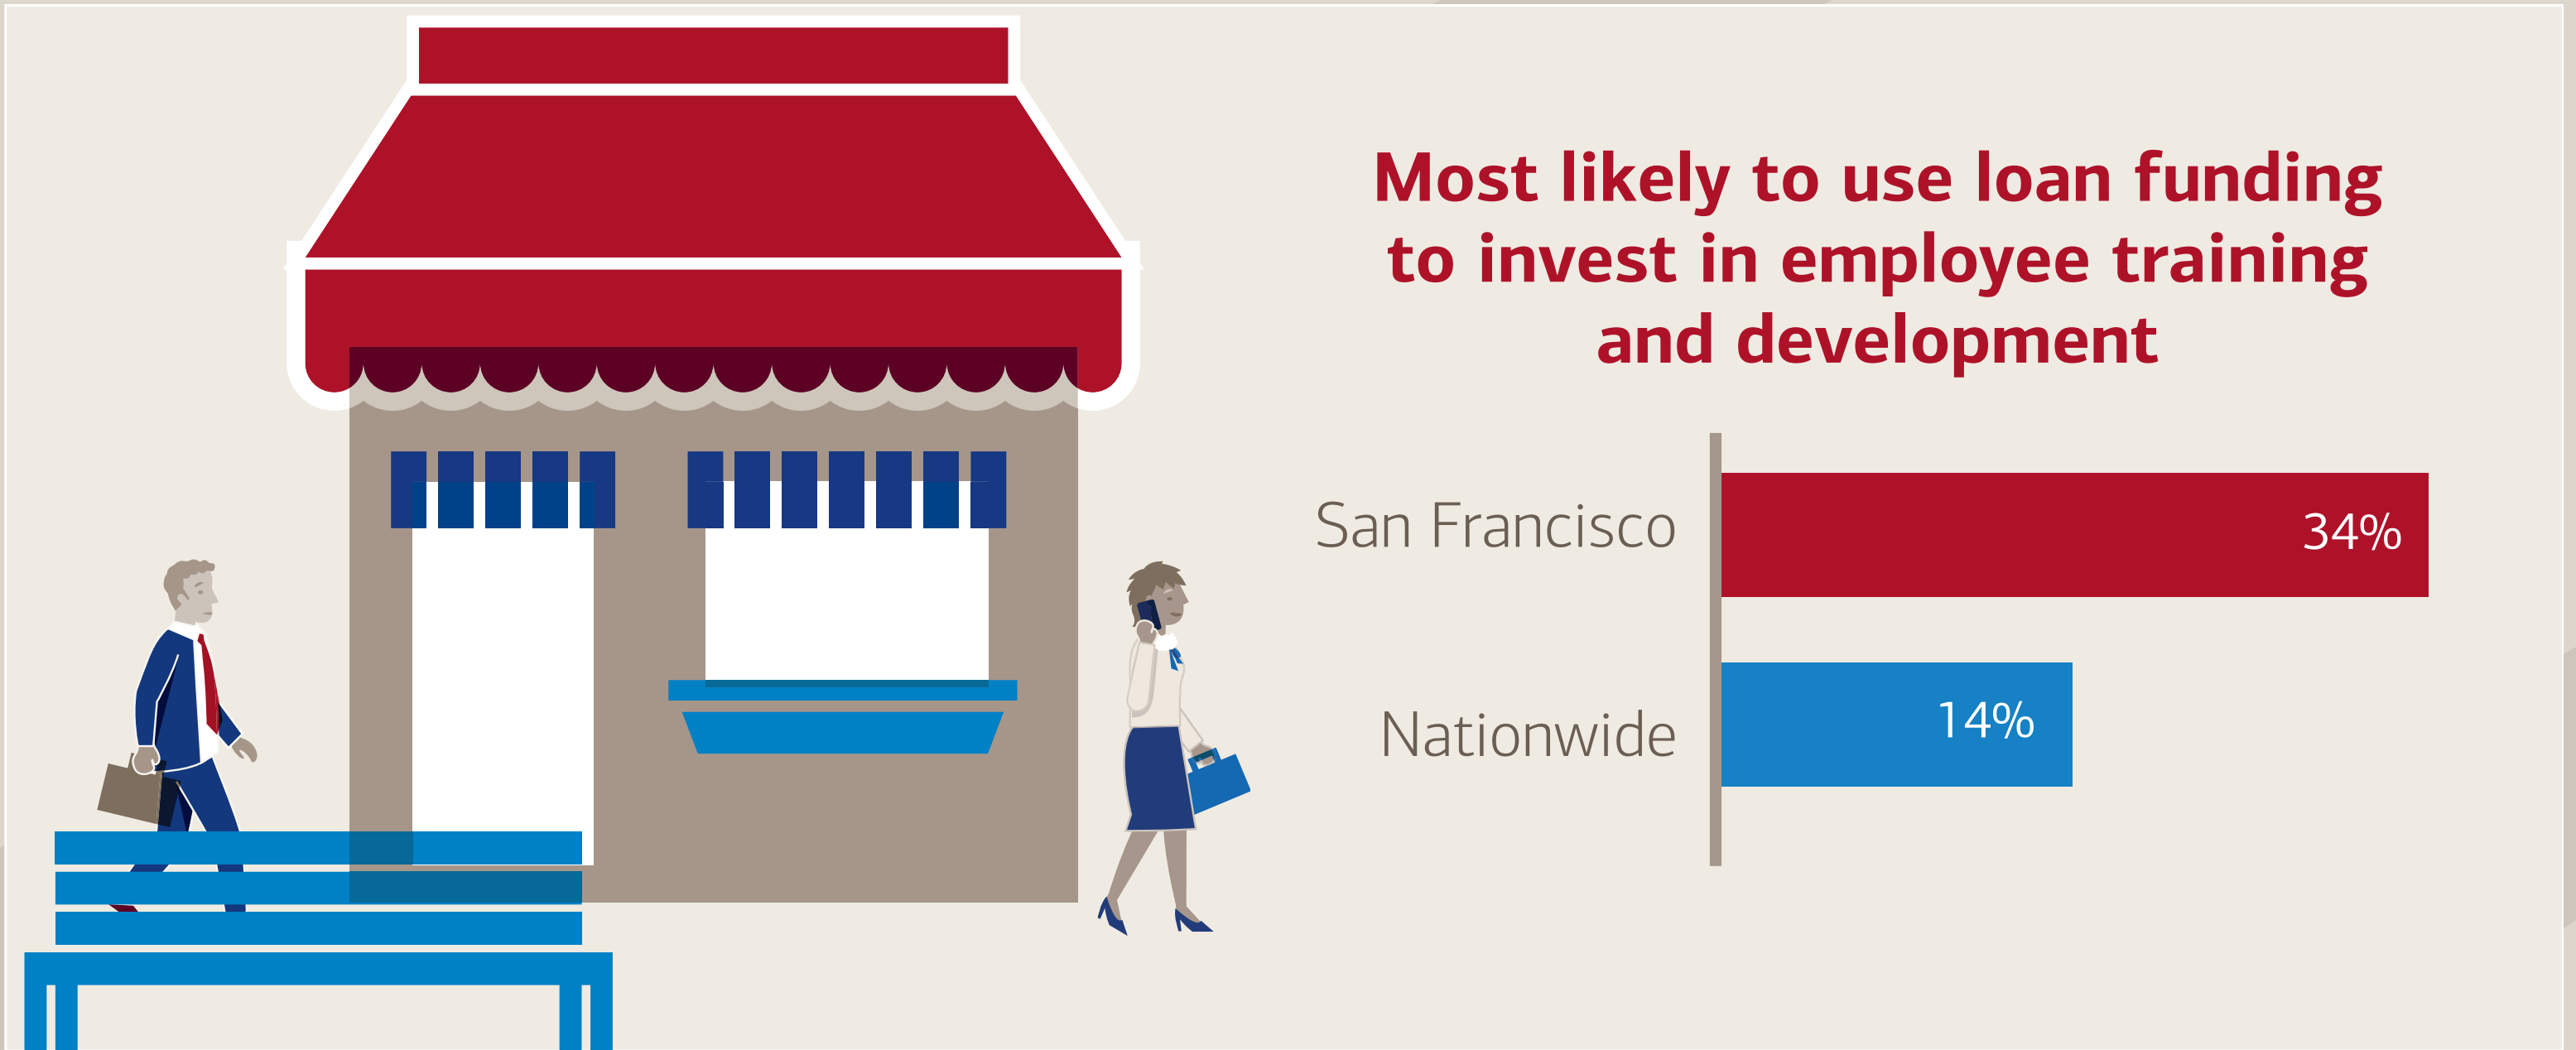 Most likely to use loan funding
to invest in employee training
and development
San Francisco
34%
Nationwide
14%